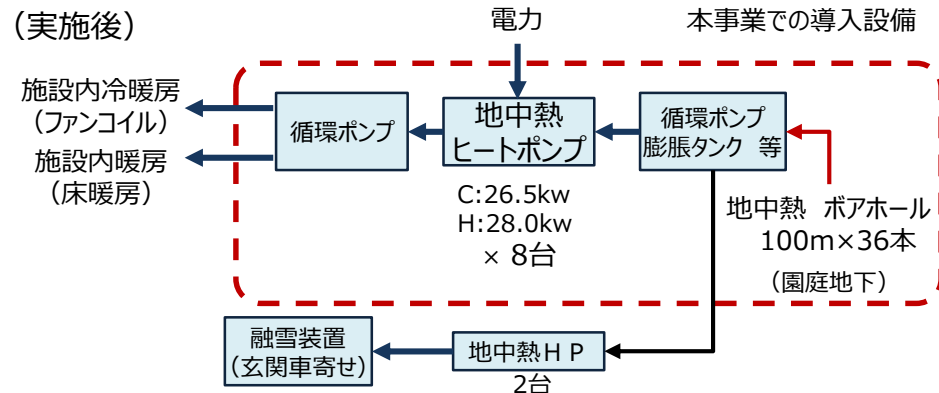 (実施後)
電力
本事業での導入設備
施設内冷暖房
(ファンコイル)
施設内暖房
(床暖房)
循環ポンプ
地中熱
ヒートポンプ
循環ポンプ
膨脹タンク 等
C:26.5kw
H:28.0kw
× 8台
地中熱 ボアホール
100m×36本
(園庭地下)
融雪装置
(玄関車寄せ)
地中熱ＨＰ
2台